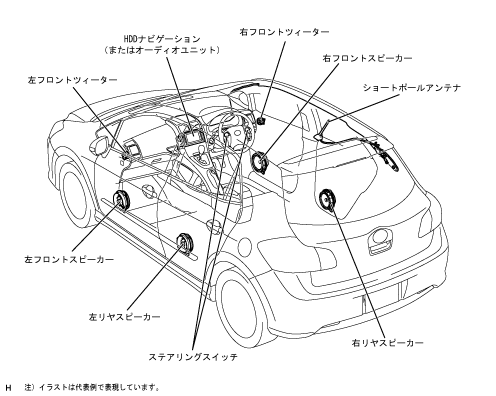 HDDナビゲーション
(またはオーディオユニット)
右フロントツィーター
右フロントスピーカー
左フロントツィーター
ショートポールアンテナ
左フロントスピーカー
左リヤスピーカー
ステアリングスイッチ
右リヤスピーカー
H 注）イラストは代表例で表現しています。